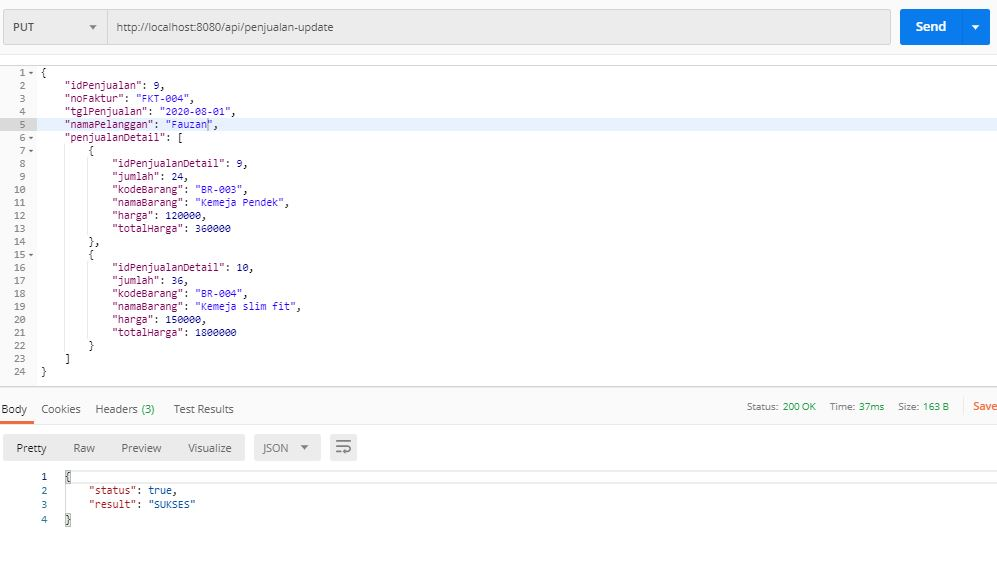 PUT http://localhost:8080/api/penjualan-update Send
1 {
2 "idPenjualan": 9,
3 "noFaktur": "FKT-004",
4 "tglPenjualan": "2020-08-01",
5 "namaPelanggan": "Fauzan",
6 "penjualanDetail": [
7 {
8 "idPenjualanDetail": 9,
9 "jumlah": 24,
10 "kodeBarang": "BR-003",
11 "namaBarang": "Kemeja Pendek",
12 "harga": 120000,
13 "totalHarga": 360000
14 },
15 {
16 "idPenjualanDetail": 10,
17 "jumlah": 36,
18 "kodeBarang": "BR-004",
19 "namaBarang": "Kemeja slim fit",
20 "harga": 150000,
21 "totalHarga": 1800000
22 }
23 ]
24 }
Body Cookies Headers (3) Test Results Status: 200 OK Time: 37ms Size: 163 B Save
Pretty Raw Preview Visualize JSON
1 {
2 "status": true,
3 "result": "SUKSES"
4 }